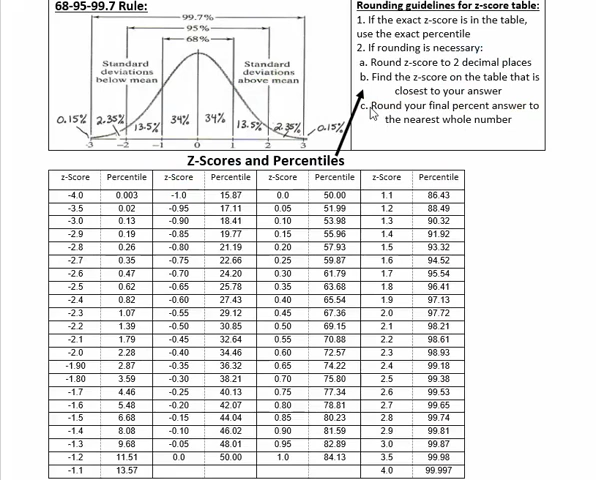 68-95-99.7 Rule:
99.7%
95%
68%
Standard deviations below mean
Standard deviations above mean
0.15% 2.35% 13.5% 34% 34% 13.5% 2.35% 0.15%
-3 -2 -1 0 1 2 3
Rounding guidelines for z-score table:
1. If the exact z-score is in the table,
use the exact percentile
2. If rounding is necessary:
a. Round z-score to 2 decimal places
b. Find the z-score on the table that is
closest to your answer
c. Round your final percent answer to
the nearest whole number
Z-Scores and Percentiles
z-Score Percentile z-Score Percentile z-Score Percentile z-Score Percentile
-4.0 0.003 -1.0 15.87 0.0 50.00 1.1 86.43
-3.5 0.02 -0.95 17.11 0.05 51.99 1.2 88.49
-3.0 0.13 -0.90 18.41 0.10 53.98 1.3 90.32
-2.9 0.19 -0.85 19.77 0.15 55.96 1.4 91.92
-2.8 0.26 -0.80 21.19 0.20 57.93 1.5 93.32
-2.7 0.35 -0.75 22.66 0.25 59.87 1.6 94.52
-2.6 0.47 -0.70 24.20 0.30 61.79 1.7 95.54
-2.5 0.62 -0.65 25.78 0.35 63.68 1.8 96.41
-2.4 0.82 -0.60 27.43 0.40 65.54 1.9 97.13
-2.3 1.07 -0.55 29.12 0.45 67.36 2.0 97.72
-2.2 1.39 -0.50 30.85 0.50 69.15 2.1 98.21
-2.1 1.79 -0.45 32.64 0.55 70.88 2.2 98.61
-2.0 2.28 -0.40 34.46 0.60 72.57 2.3 98.93
-1.90 2.87 -0.35 36.32 0.65 74.22 2.4 99.18
-1.80 3.59 -0.30 38.21 0.70 75.80 2.5 99.38
-1.7 4.46 -0.25 40.13 0.75 77.34 2.6 99.53
-1.6 5.48 -0.20 42.07 0.80 78.81 2.7 99.65
-1.5 6.68 -0.15 44.04 0.85 80.23 2.8 99.74
-1.4 8.08 -0.10 46.02 0.90 81.59 2.9 99.81
-1.3 9.68 -0.05 48.01 0.95 82.89 3.0 99.87
-1.2 11.51 0.0 50.00 1.0 84.13 3.5 99.98
-1.1 13.57 4.0 99.997